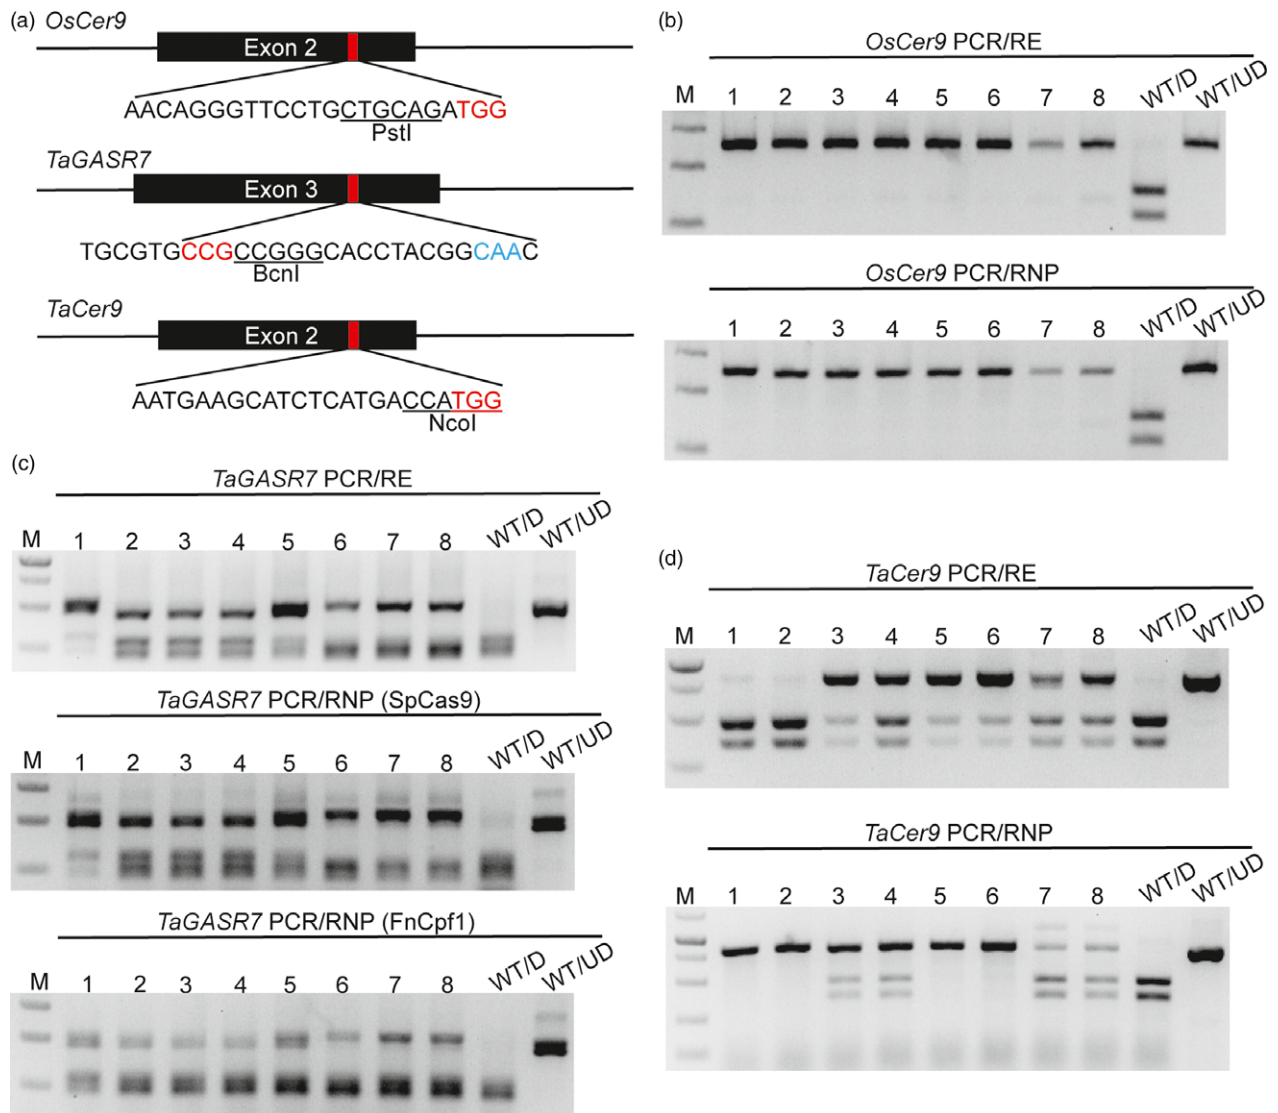 (a)
OsCer9
Exon 2
AACAGGGTTCCTGCTGCAGATGG
PstI
TaGASR7
Exon 3
TGCGTGCCGCCGGGCACCTACGGCAAC
BcnI
TaCer9
Exon 2
AATGAAGCATCTCATGACCATGG
NcoI
(b)
OsCer9 PCR/RE
M 1 2 3 4 5 6 7 8 WT/D WT/UD
OsCer9 PCR/RNP
1 2 3 4 5 6 7 8 WT/D WT/UD
(c)
TaGASR7 PCR/RE
M 1 2 3 4 5 6 7 8 WT/D WT/UD
TaGASR7 PCR/RNP (SpCas9)
M 1 2 3 4 5 6 7 8 WT/D WT/UD
TaGASR7 PCR/RNP (FnCpf1)
M 1 2 3 4 5 6 7 8 WT/D WT/UD
(d)
TaCer9 PCR/RE
M 1 2 3 4 5 6 7 8 WT/D WT/UD
TaCer9 PCR/RNP
M 1 2 3 4 5 6 7 8 WT/D WT/UD